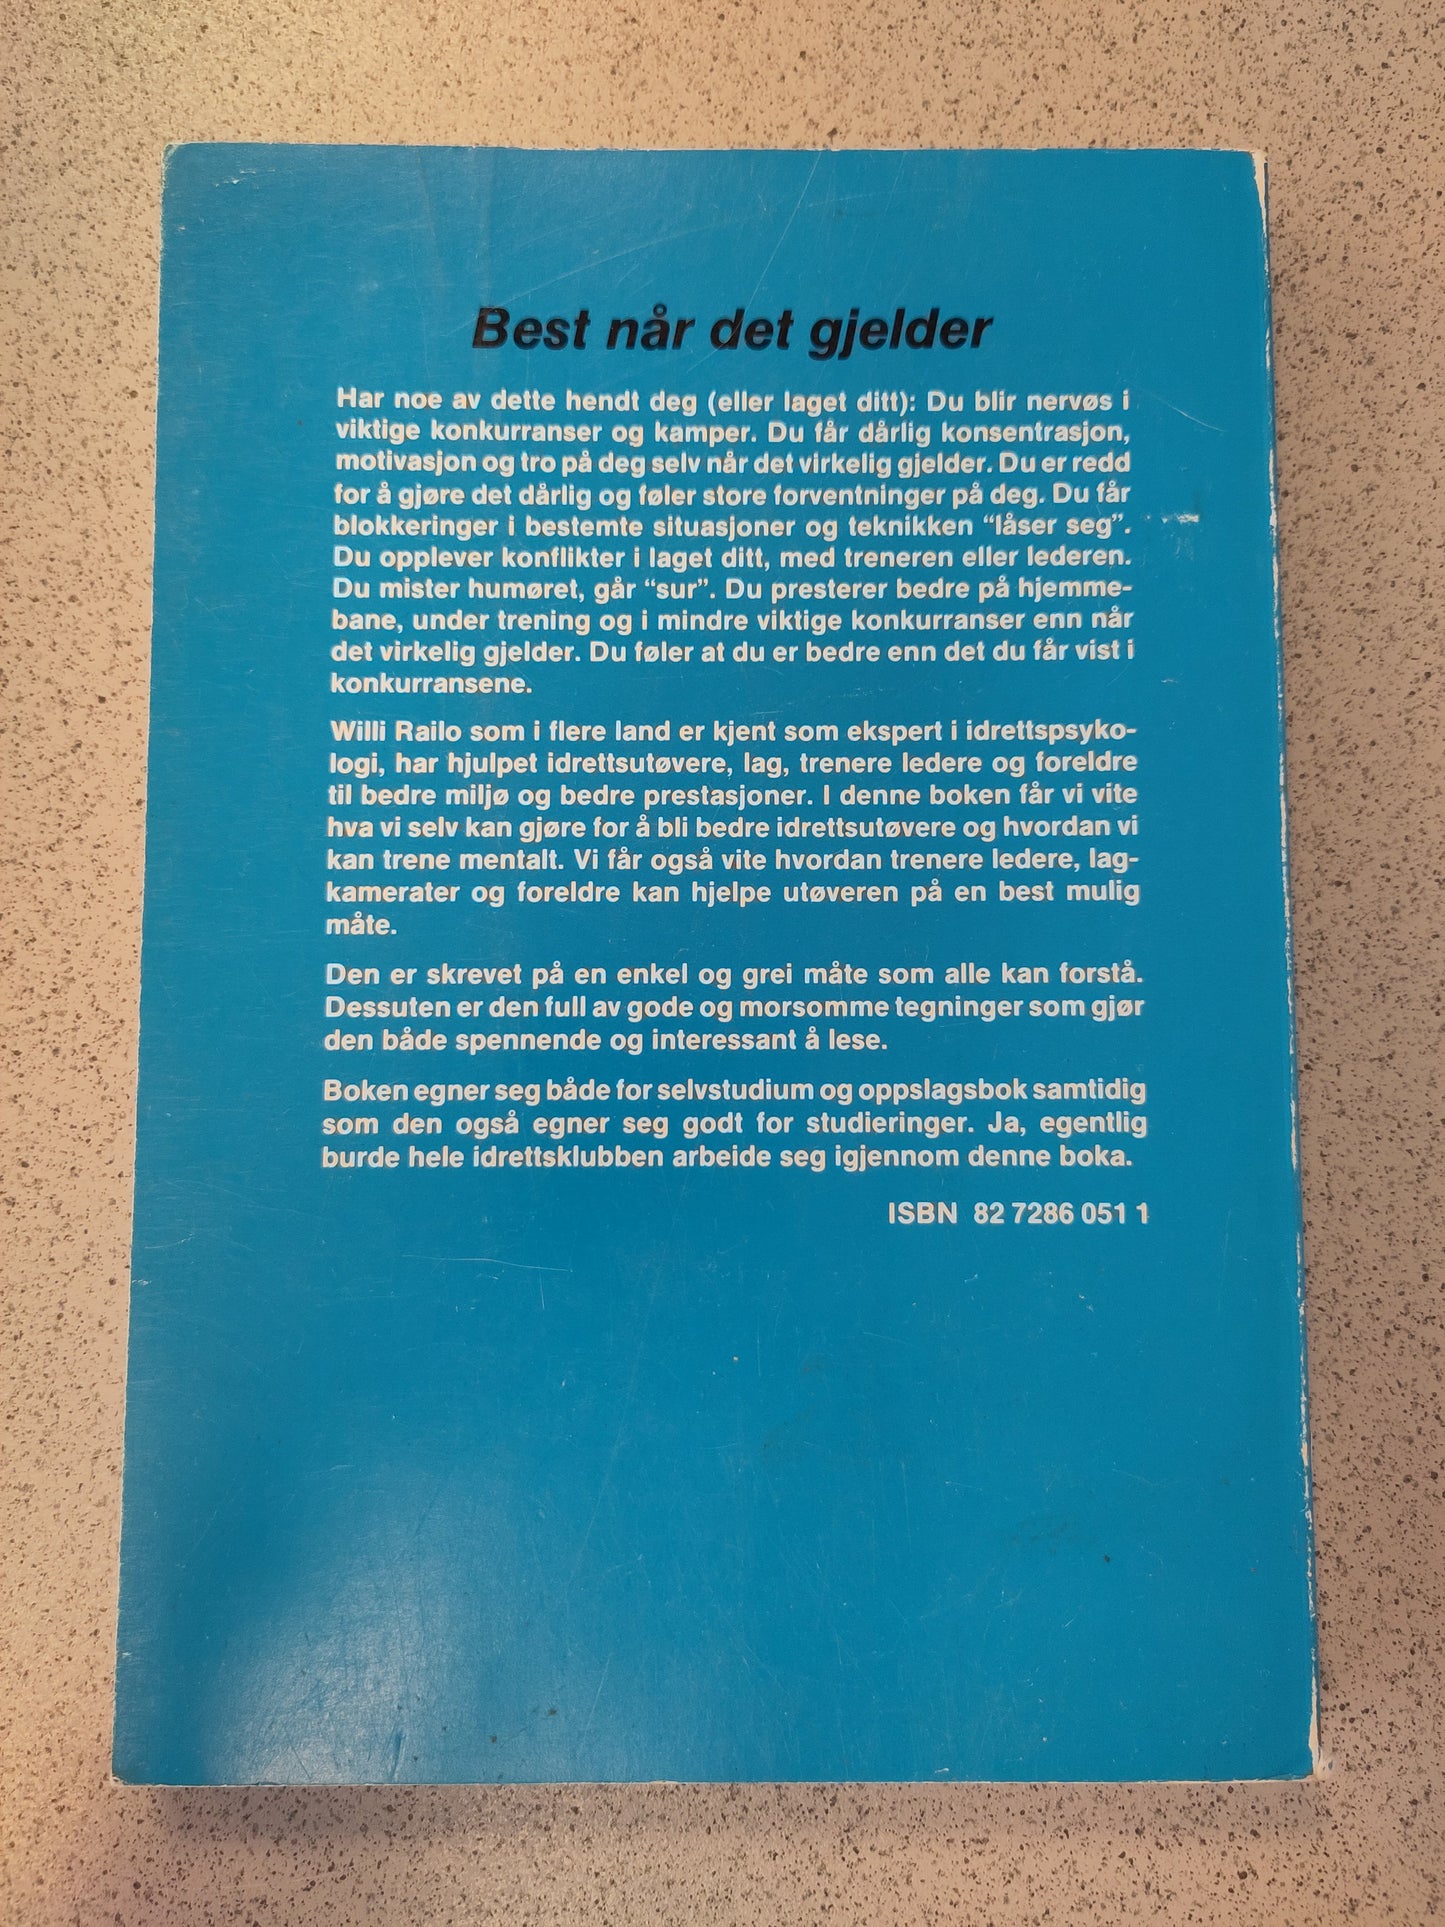 Best når det gjelder
Har noe av dette hendt deg (eller laget ditt): Du blir nervøs i
viktige konkurranser og kamper. Du får dårlig konsentrasjon,
motivasjon og tro på deg selv når det virkelig gjelder. Du er redd
for å gjøre det dårlig og føler store forventninger på deg. Du får
blokkeringer i bestemte situasjoner og teknikken “låser seg”.
Du opplever konflikter i laget ditt, med treneren eller lederen.
Du mister humøret, går “sur”. Du presterer bedre på hjemme-
bane, under trening og i mindre viktige konkurranser enn når
det virkelig gjelder. Du føler at du er bedre enn det du får vist i
konkurransene.
Willi Railo som i flere land er kjent som ekspert i idrettspsyko-
logi, har hjulpet idrettsutøvere, lag, trenere ledere og foreldre
til bedre miljø og bedre prestasjoner. I denne boken får vi vite
hva vi selv kan gjøre for å bli bedre idrettsutøvere og hvordan vi
kan trene mentalt. Vi får også vite hvordan trenere ledere, lag-
kamerater og foreldre kan hjelpe utøveren på en best mulig
måte.
Den er skrevet på en enkel og grei måte som alle kan forstå.
Dessuten er den full av gode og morsomme tegninger som gjør
den både spennende og interessant å lese.
Boken egner seg både for selvstudium og oppslagsbok samtidig
som den også egner seg godt for studieringer. Ja, egentlig
burde hele idrettsklubben arbeide seg igjennom denne boka.
ISBN 82 7286 051 1